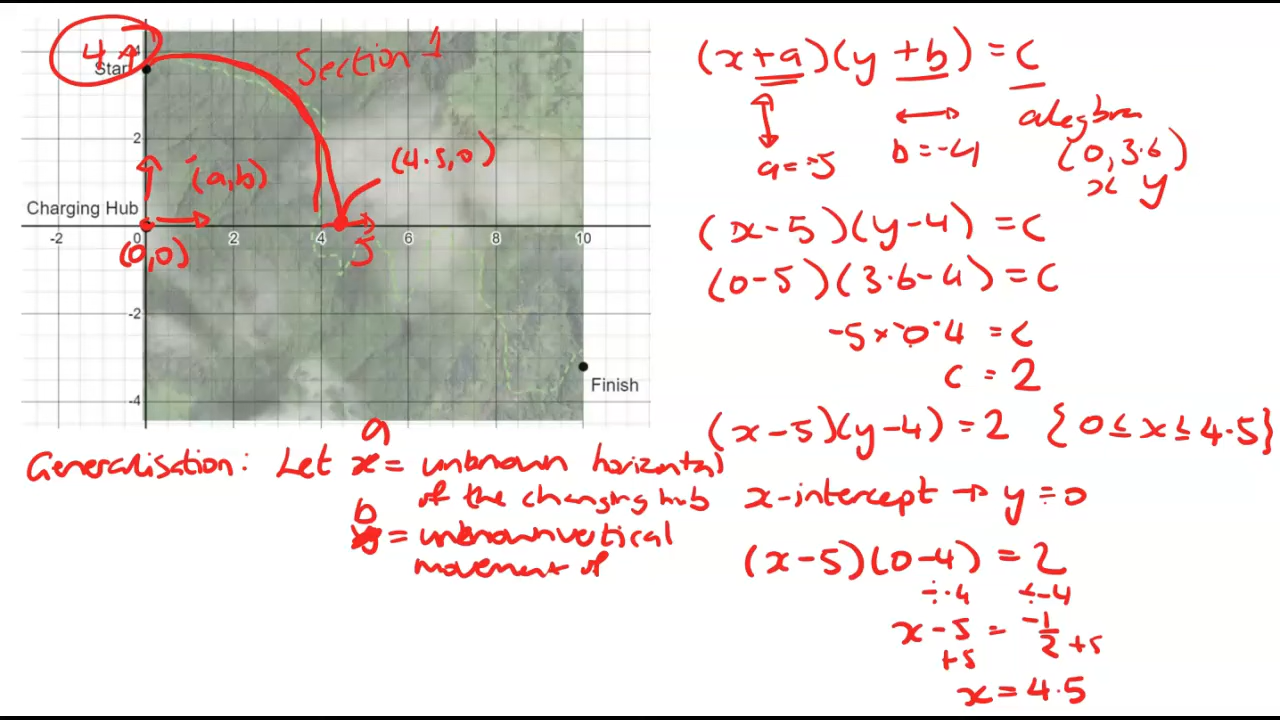 4
Start
Section 1
2
(a,b)
(4.5,0)
Charging Hub
-2
0
2
4
6
8
10
(0,0)
5
-2
-4
Finish
Generalisation: Let a = unknown horizontal
of the changing hub
b = unknown vertical
movement of
(x+a)(y+b) = c
alegbra
a = -5
b = -4
(0, 3.6)
x y
(x-5)(y-4) = c
(0-5)(3.6-4) = c
-5 × -0.4 = c
c = 2
(x-5)(y-4) = 2 {0 ≤ x ≤ 4.5}
x-intercept → y = 0
(x-5)(0-4) = 2
÷-4 ÷-4
x-5 = -1/2 +5
+5
x = 4.5